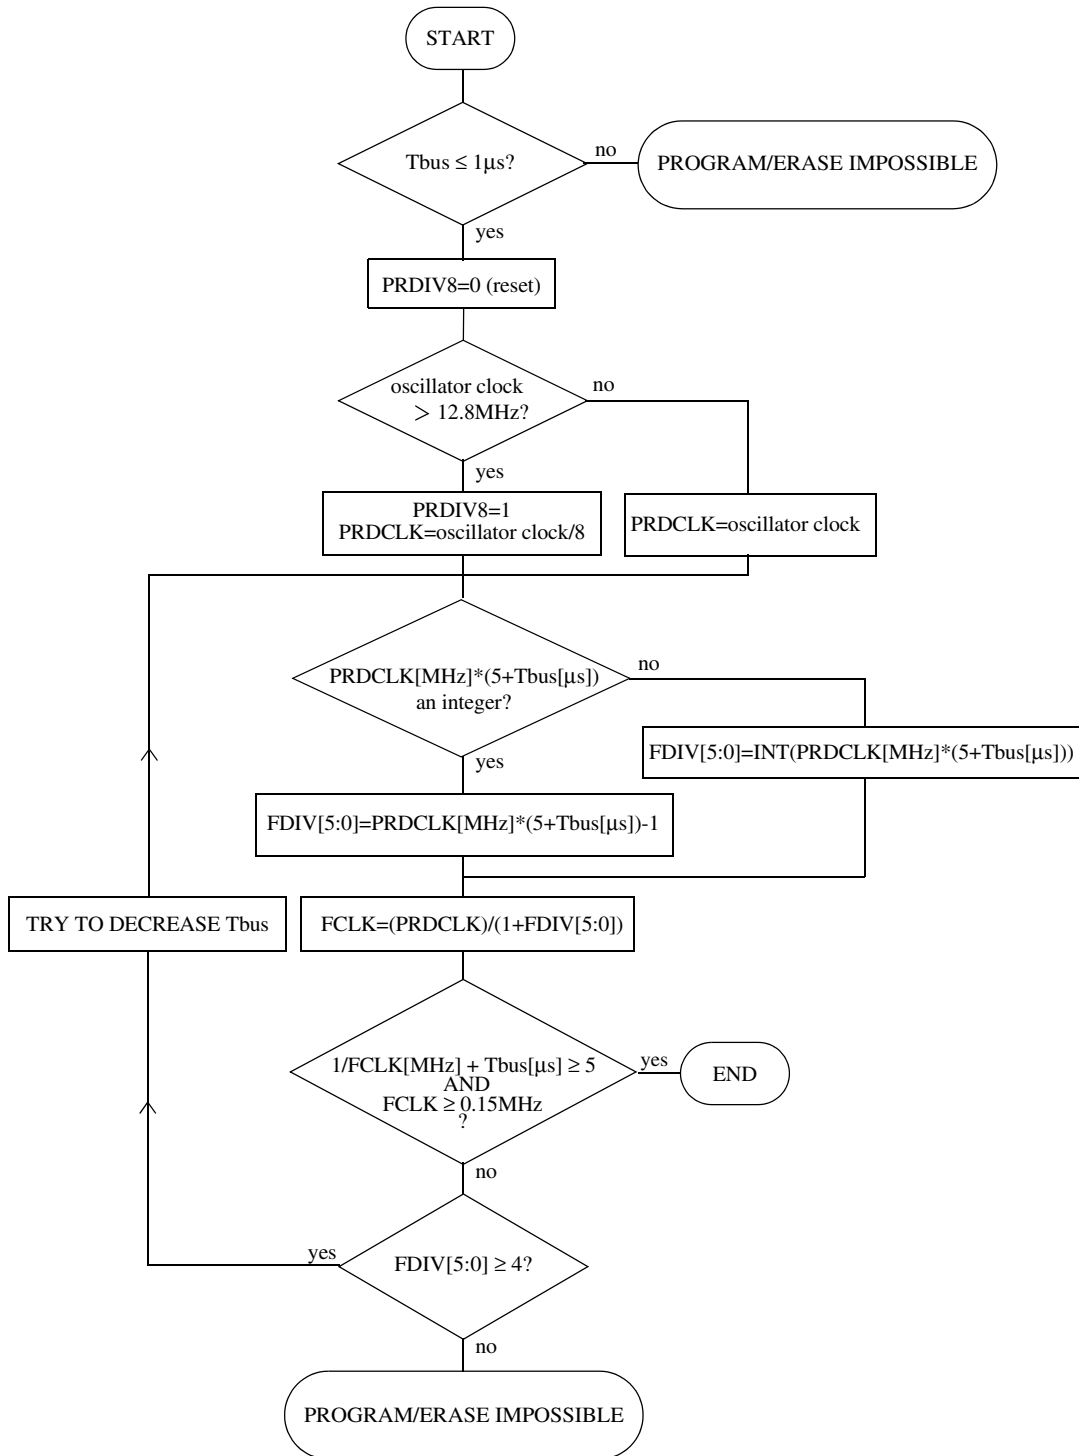 START
Tbus ≤ 1μs?
no
PROGRAM/ERASE IMPOSSIBLE
yes
PRDIV8=0 (reset)
oscillator clock
> 12.8MHz?
no
yes
PRDIV8=1
PRDCLK=oscillator clock/8
PRDCLK=oscillator clock
PRDCLK[MHz]*(5+Tbus[μs])
an integer?
no
yes
FDIV[5:0]=INT(PRDCLK[MHz]*(5+Tbus[μs]))
FDIV[5:0]=PRDCLK[MHz]*(5+Tbus[μs])-1
TRY TO DECREASE Tbus
FCLK=(PRDCLK)/(1+FDIV[5:0])
1/FCLK[MHz] + Tbus[μs] ≥ 5
AND
FCLK ≥ 0.15MHz
?
yes
END
no
yes
FDIV[5:0] ≥ 4?
no
PROGRAM/ERASE IMPOSSIBLE